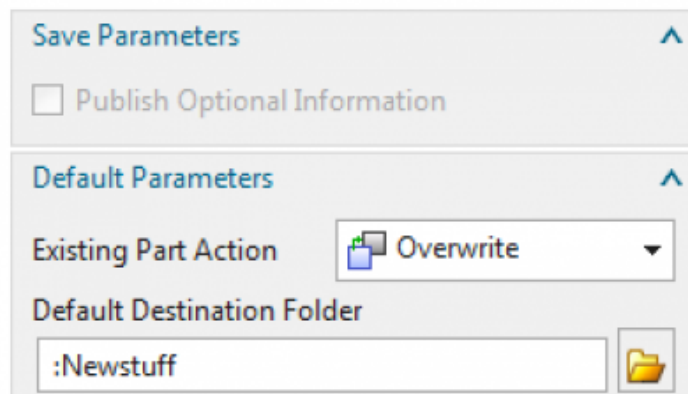 Save Parameters
Publish Optional Information
Default Parameters
Existing Part Action Overwrite
Default Destination Folder
:Newstuff